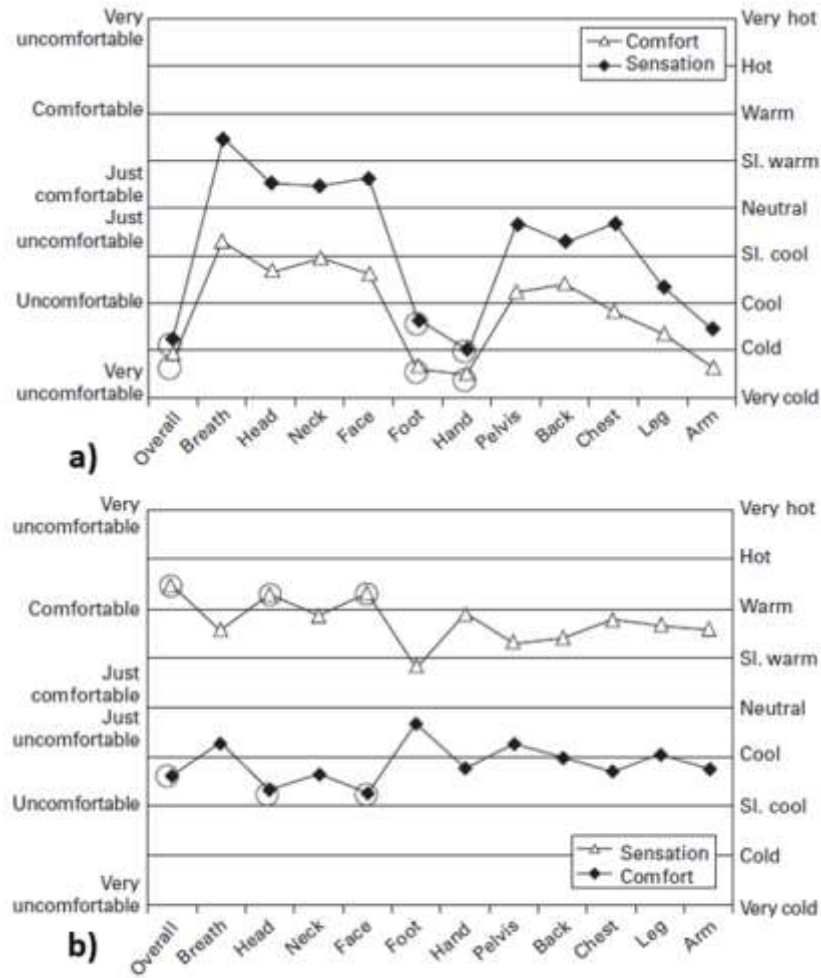 Very
uncomfortable
Comfortable
Just
comfortable
Just
uncomfortable
Uncomfortable
Very
uncomfortable
Comfort
Sensation
Very hot
Hot
Warm
Sl. warm
Neutral
Sl. cool
Cool
Cold
Very cold
Overall
Breath
Head
Neck
Face
Foot
Hand
Pelvis
Back
Chest
Leg
Arm
a)
Very
uncomfortable
Comfortable
Just
comfortable
Just
uncomfortable
Uncomfortable
Very
uncomfortable
Very hot
Hot
Warm
Sl. warm
Neutral
Cool
Sl. cool
Cold
Very cold
Sensation
Comfort
Overall
Breath
Head
Neck
Face
Foot
Hand
Pelvis
Back
Chest
Leg
Arm
b)